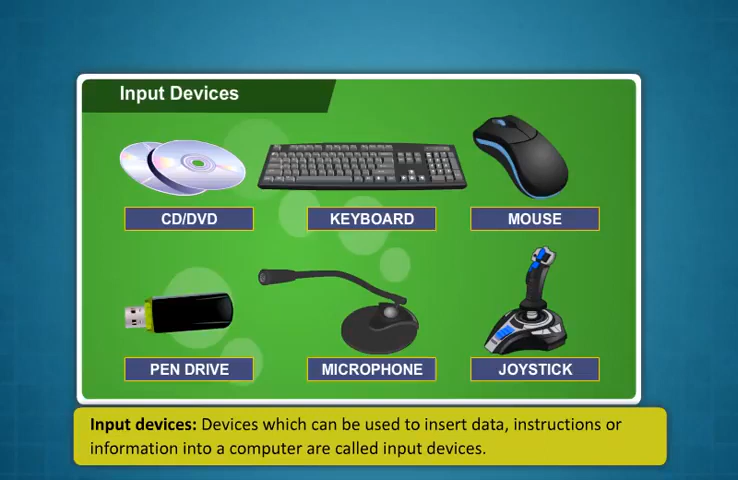 Input Devices
CD/DVD
KEYBOARD
MOUSE
PEN DRIVE
MICROPHONE
JOYSTICK
Input devices: Devices which can be used to insert data, instructions or
information into a computer are called input devices.